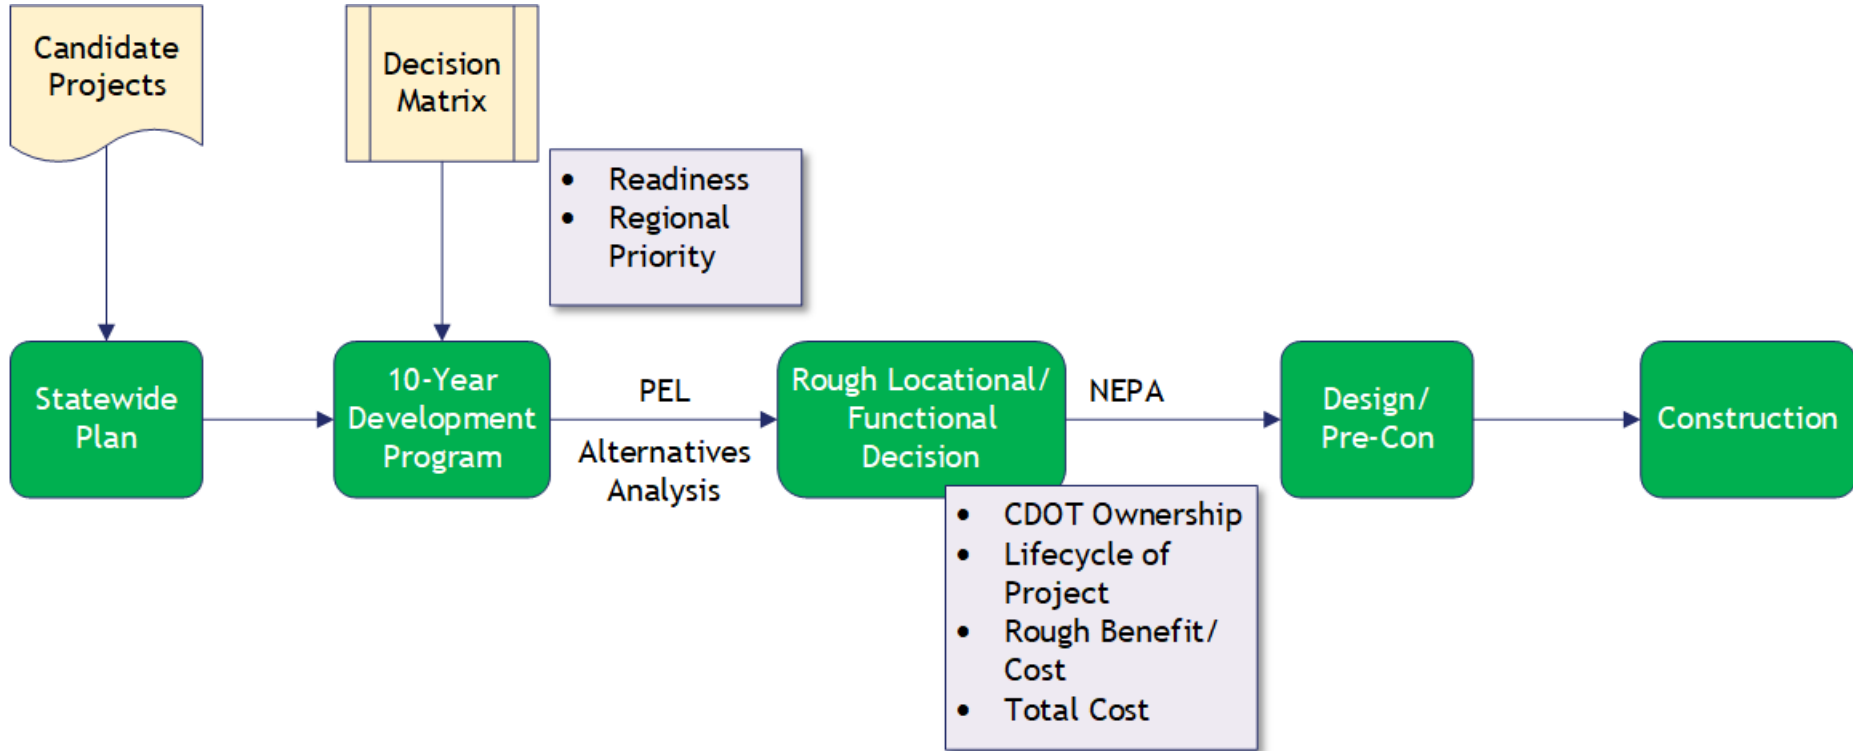 Candidate
Projects
Decision
Matrix
• Readiness
• Regional
Priority
Statewide
Plan
10-Year
Development
Program
PEL
Alternatives
Analysis
Rough Locational/
Functional
Decision
NEPA
Design/
Pre-Con
Construction
• CDOT Ownership
• Lifecycle of
Project
• Rough Benefit/
Cost
• Total Cost